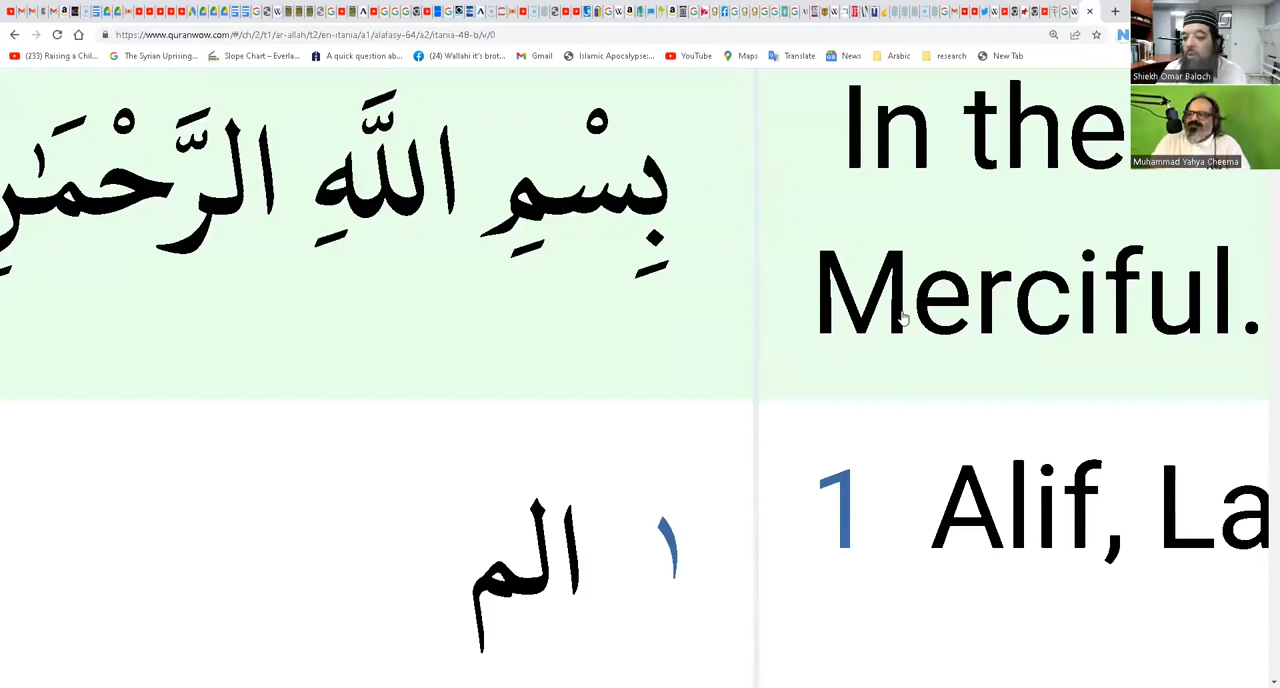 https://www.quranwow.com/#/ch/2/t1/ar-allah/t2/en-itania/a1/alafasy-64/a2/itania-48-b/v/0
(233) Raising a Chil... The Syrian Uprising... Slope Chart – Everla... A quick question ab... (24) Wallahi it's brot... Gmail Islamic Apocalypse:... YouTube Maps Translate News Arabic research New Tab
Shiekh Omar Baloch
Muhammad Yahya Cheema
بِسْمِ اللَّهِ الرَّحْمَٰنِ
In the
Merciful.
١ الم
1 Alif, La